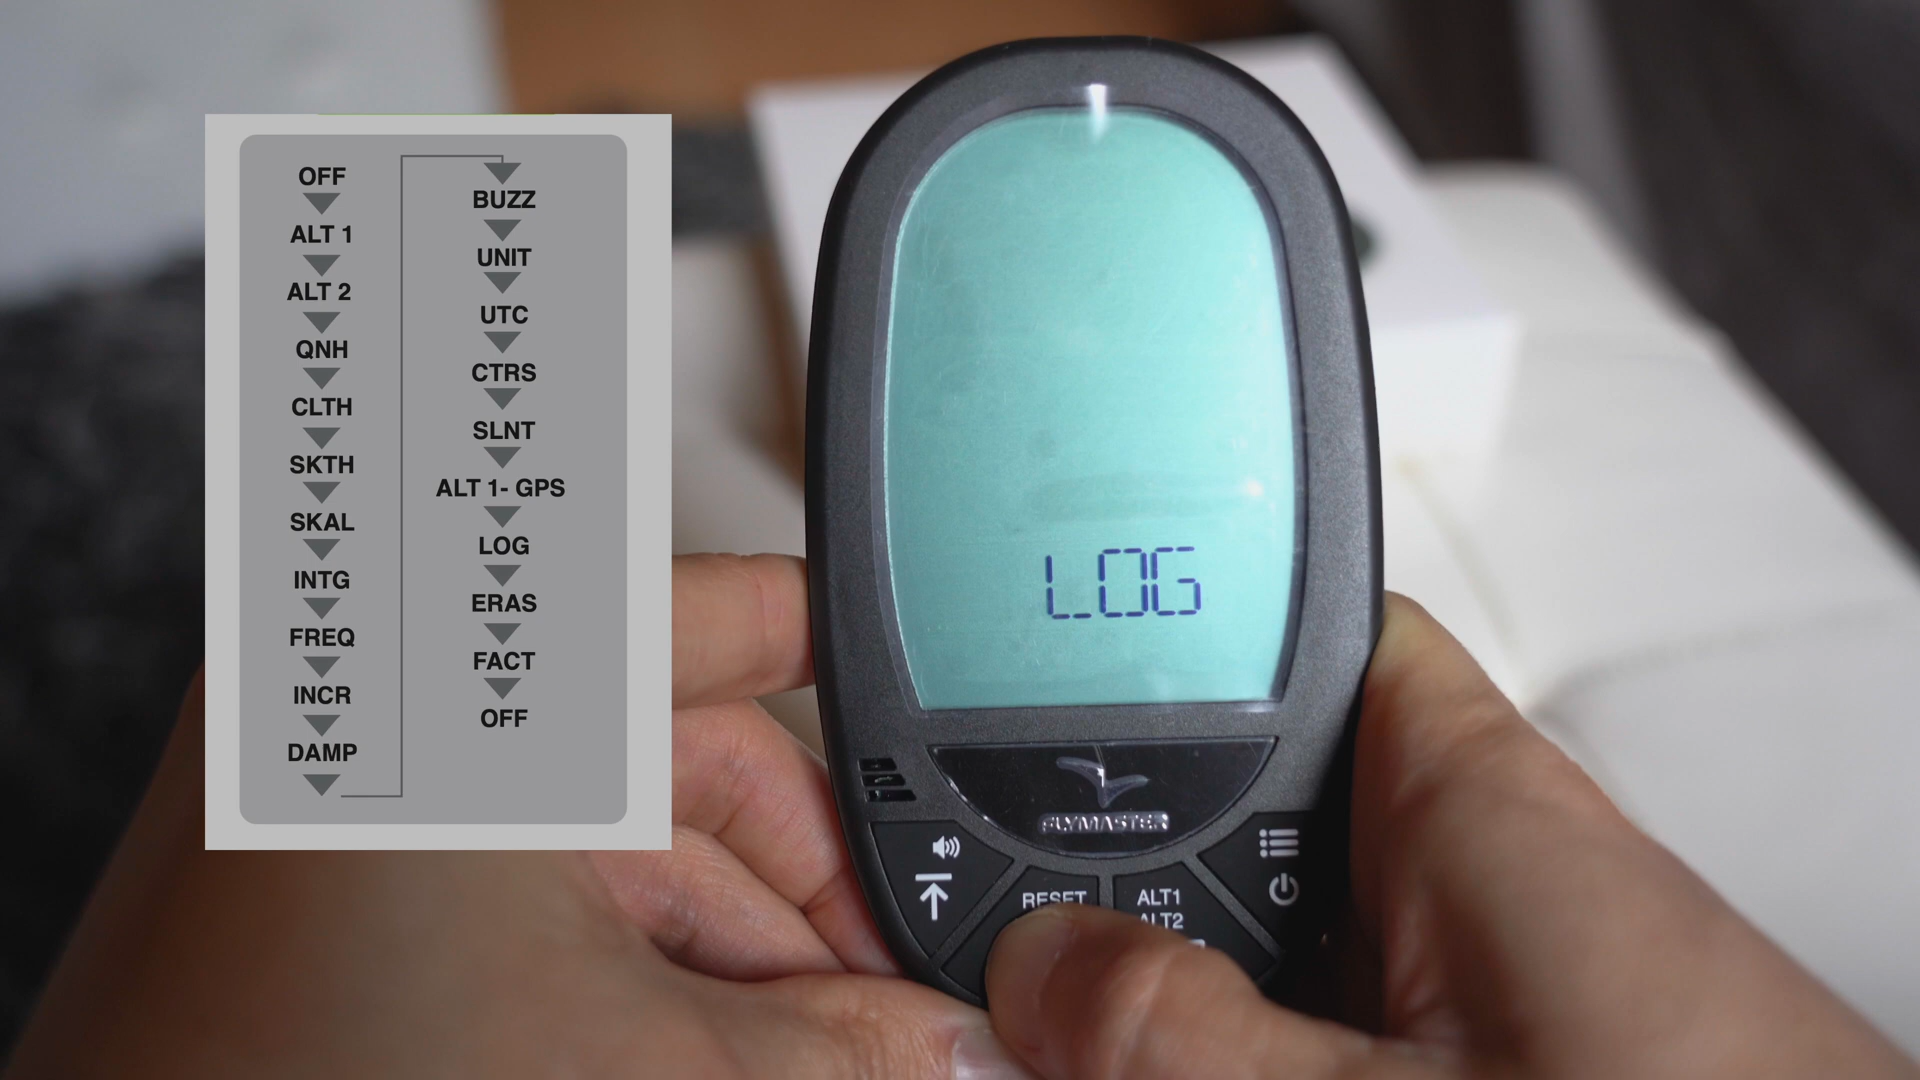 OFF
ALT 1
ALT 2
QNH
CLTH
SKTH
SKAL
INTG
FREQ
INCR
DAMP
BUZZ
UNIT
UTC
CTRS
SLNT
ALT 1- GPS
LOG
ERAS
FACT
OFF
LOG
FLYMASTER
RESET
ALT1
ALT2